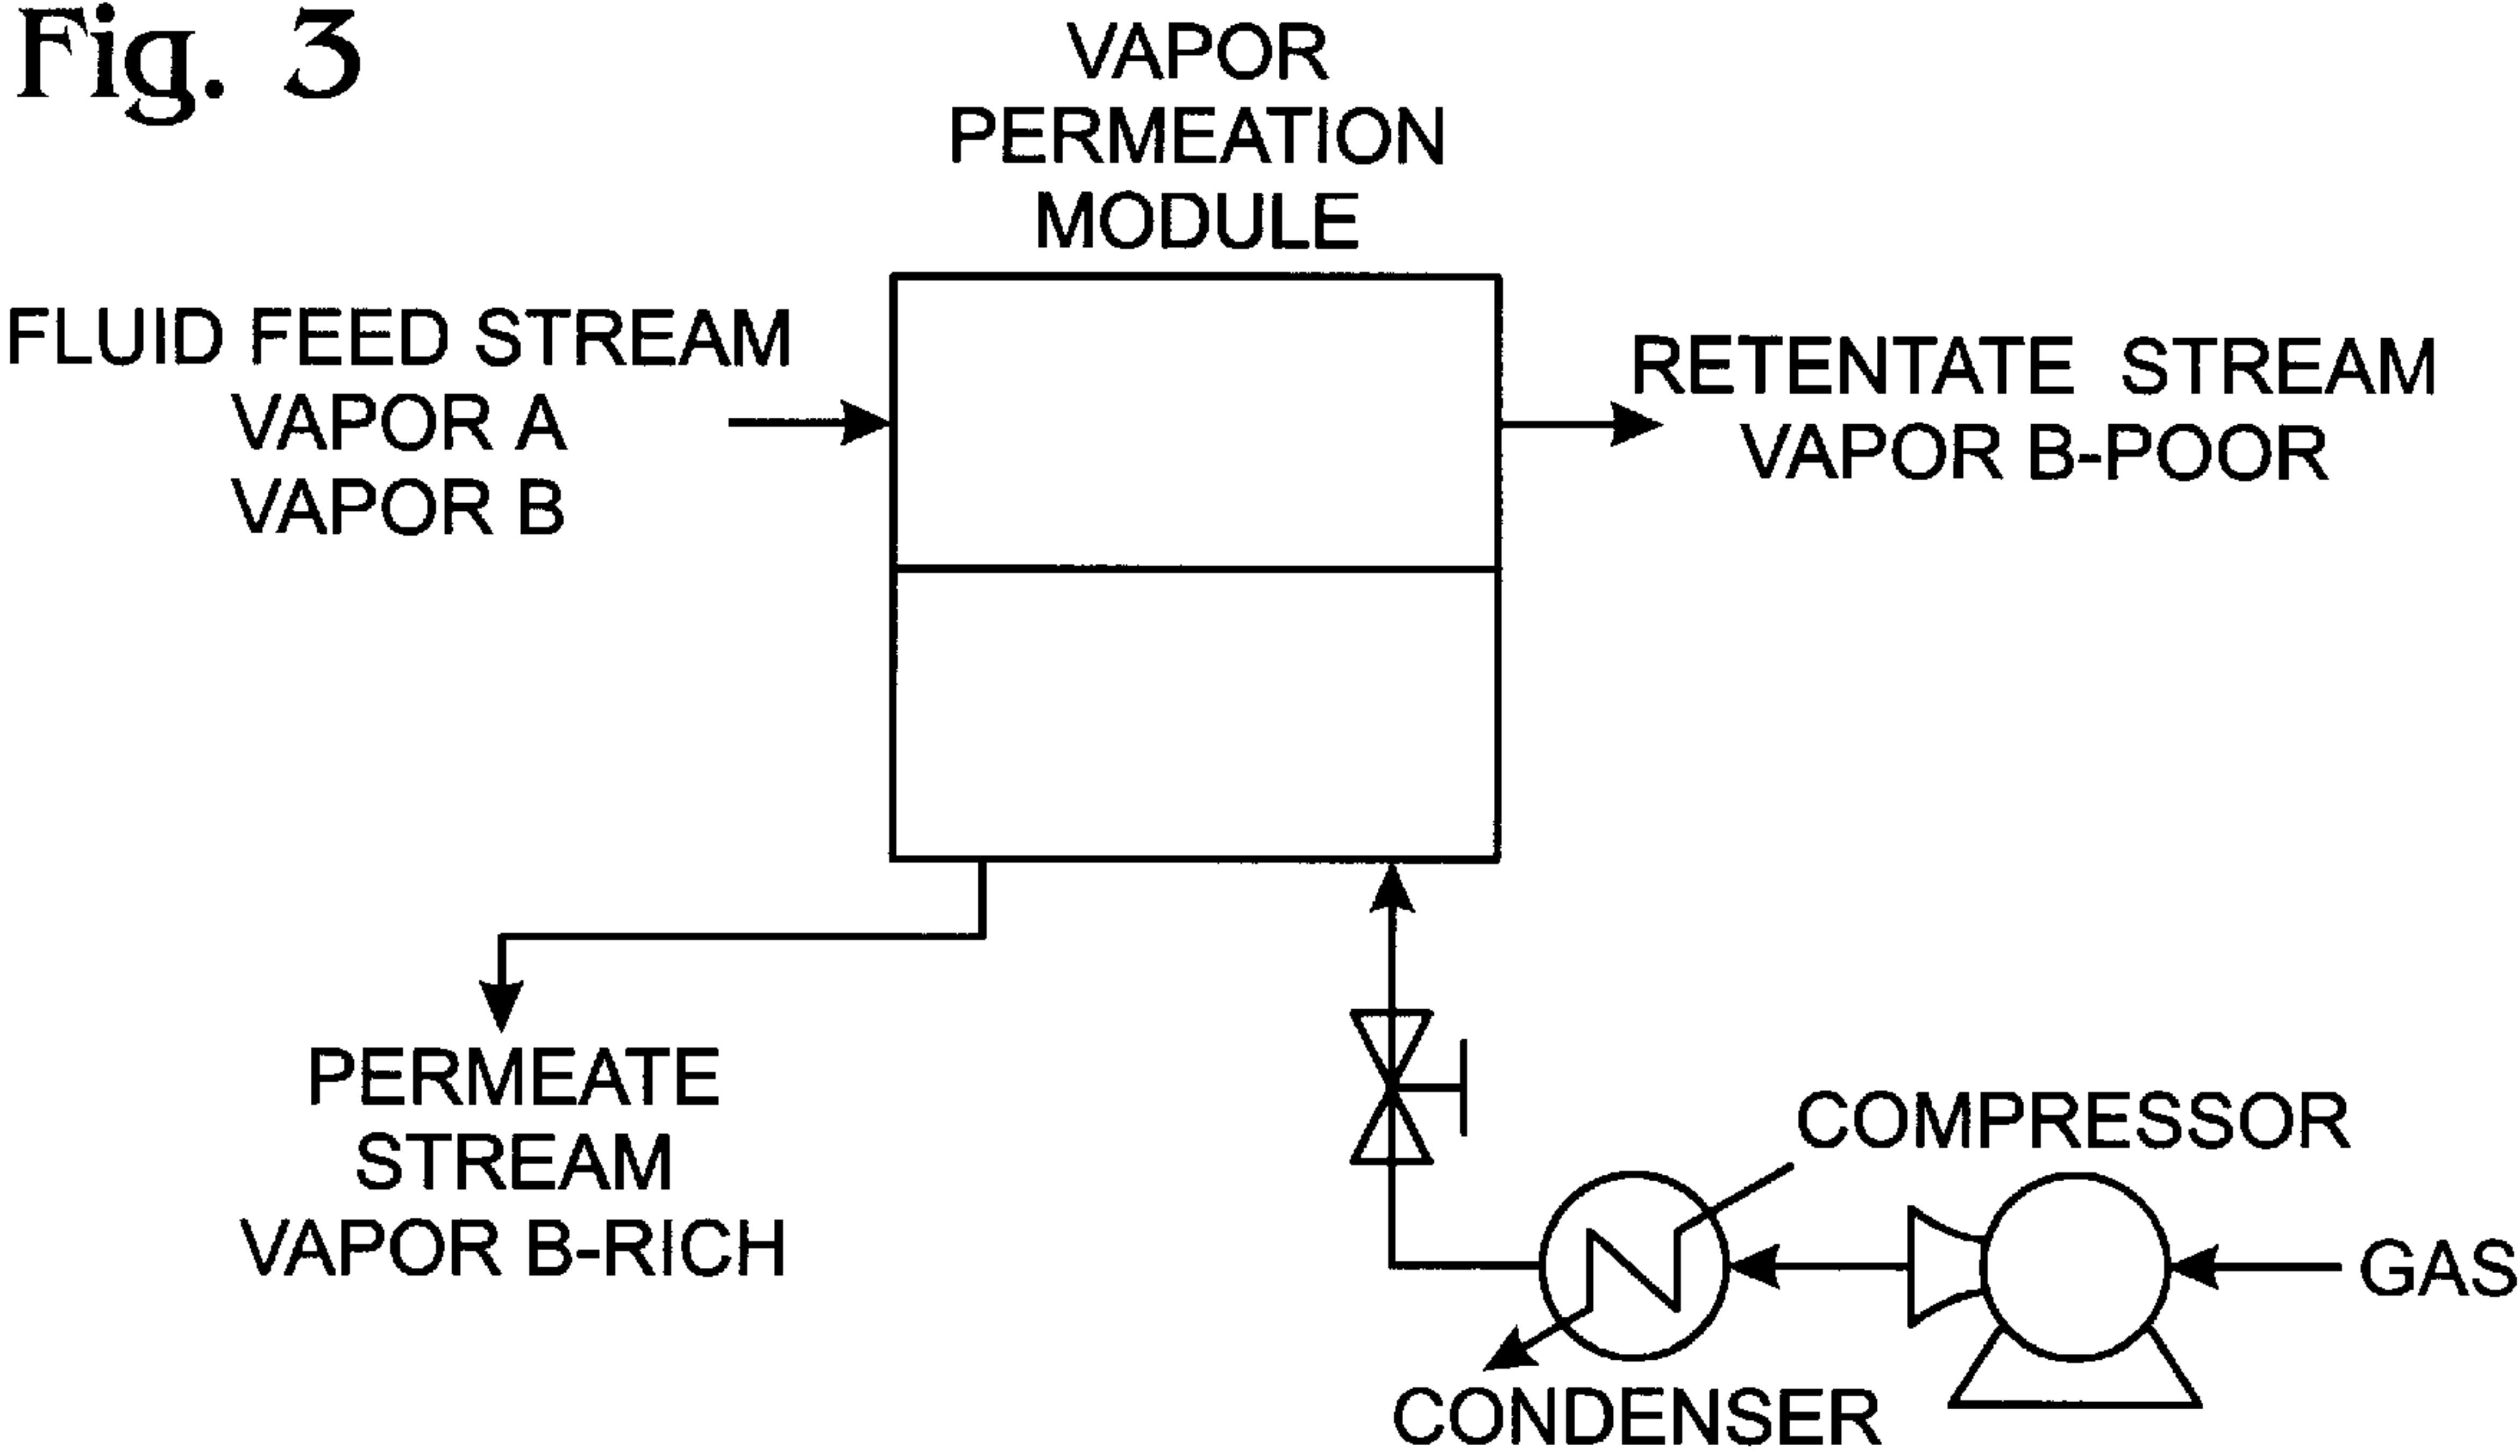 Fig. 3
VAPOR
PERMEATION
MODULE
FLUID FEED STREAM
VAPOR A
VAPOR B
RETENTATE STREAM
VAPOR B-POOR
PERMEATE
STREAM
VAPOR B-RICH
COMPRESSOR
GAS
CONDENSER